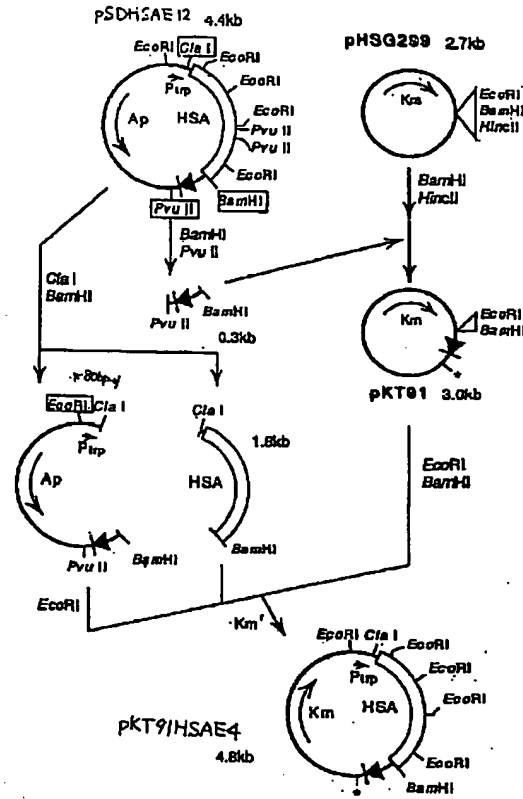 pSDHSAE12 4.4kb
EcoRI Cla I
EcoRI
EcoRI
Ptrp
Ap
HSA
EcoRI
Pvu II
Pvu II
EcoRI
BamHI
Pvu II
pHSG299 2.7kb
Km
EcoRI
BamHI
HincII
BamHI
HincII
BamHI
Pvu II
Pvu II
BamHI
0.3kb
Cla I
BamHI
Km
EcoRI
BamHI
*
pKT91 3.0kb
EcoRI Cla I
Ptrp
Ap
Pvu II
BamHI
Cla I
1.8kb
HSA
BamHI
EcoRI
BamHI
EcoRI
Kmr
EcoRI Cla I
EcoRI
EcoRI
EcoRI
Ptrp
Km
HSA
EcoRI
BamHI
*
pKT91HSAE4
4.8kb